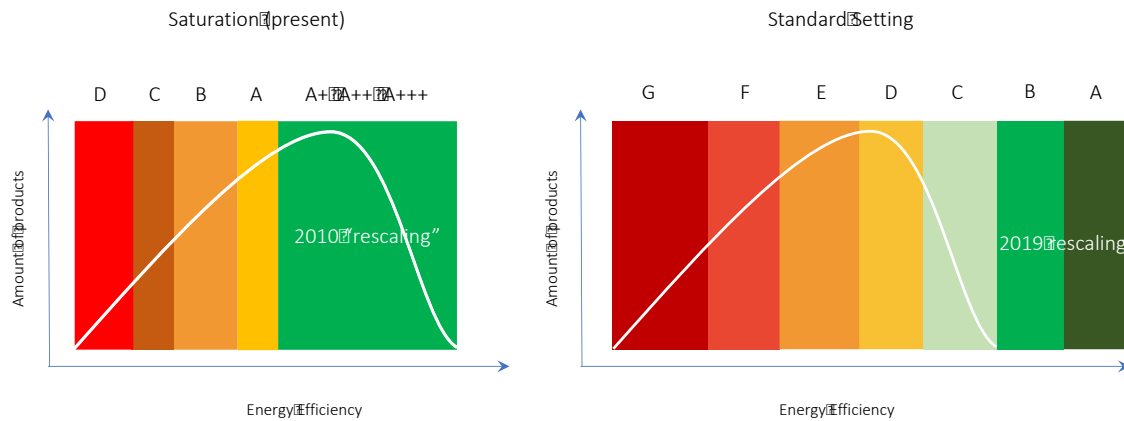 Saturation (present)
Standard Setting
D C B A A+ A++ A+++
G F E D C B A
Amount of products
2010 "rescaling"
Amount of products
2019 rescaling
Energy Efficiency
Energy Efficiency